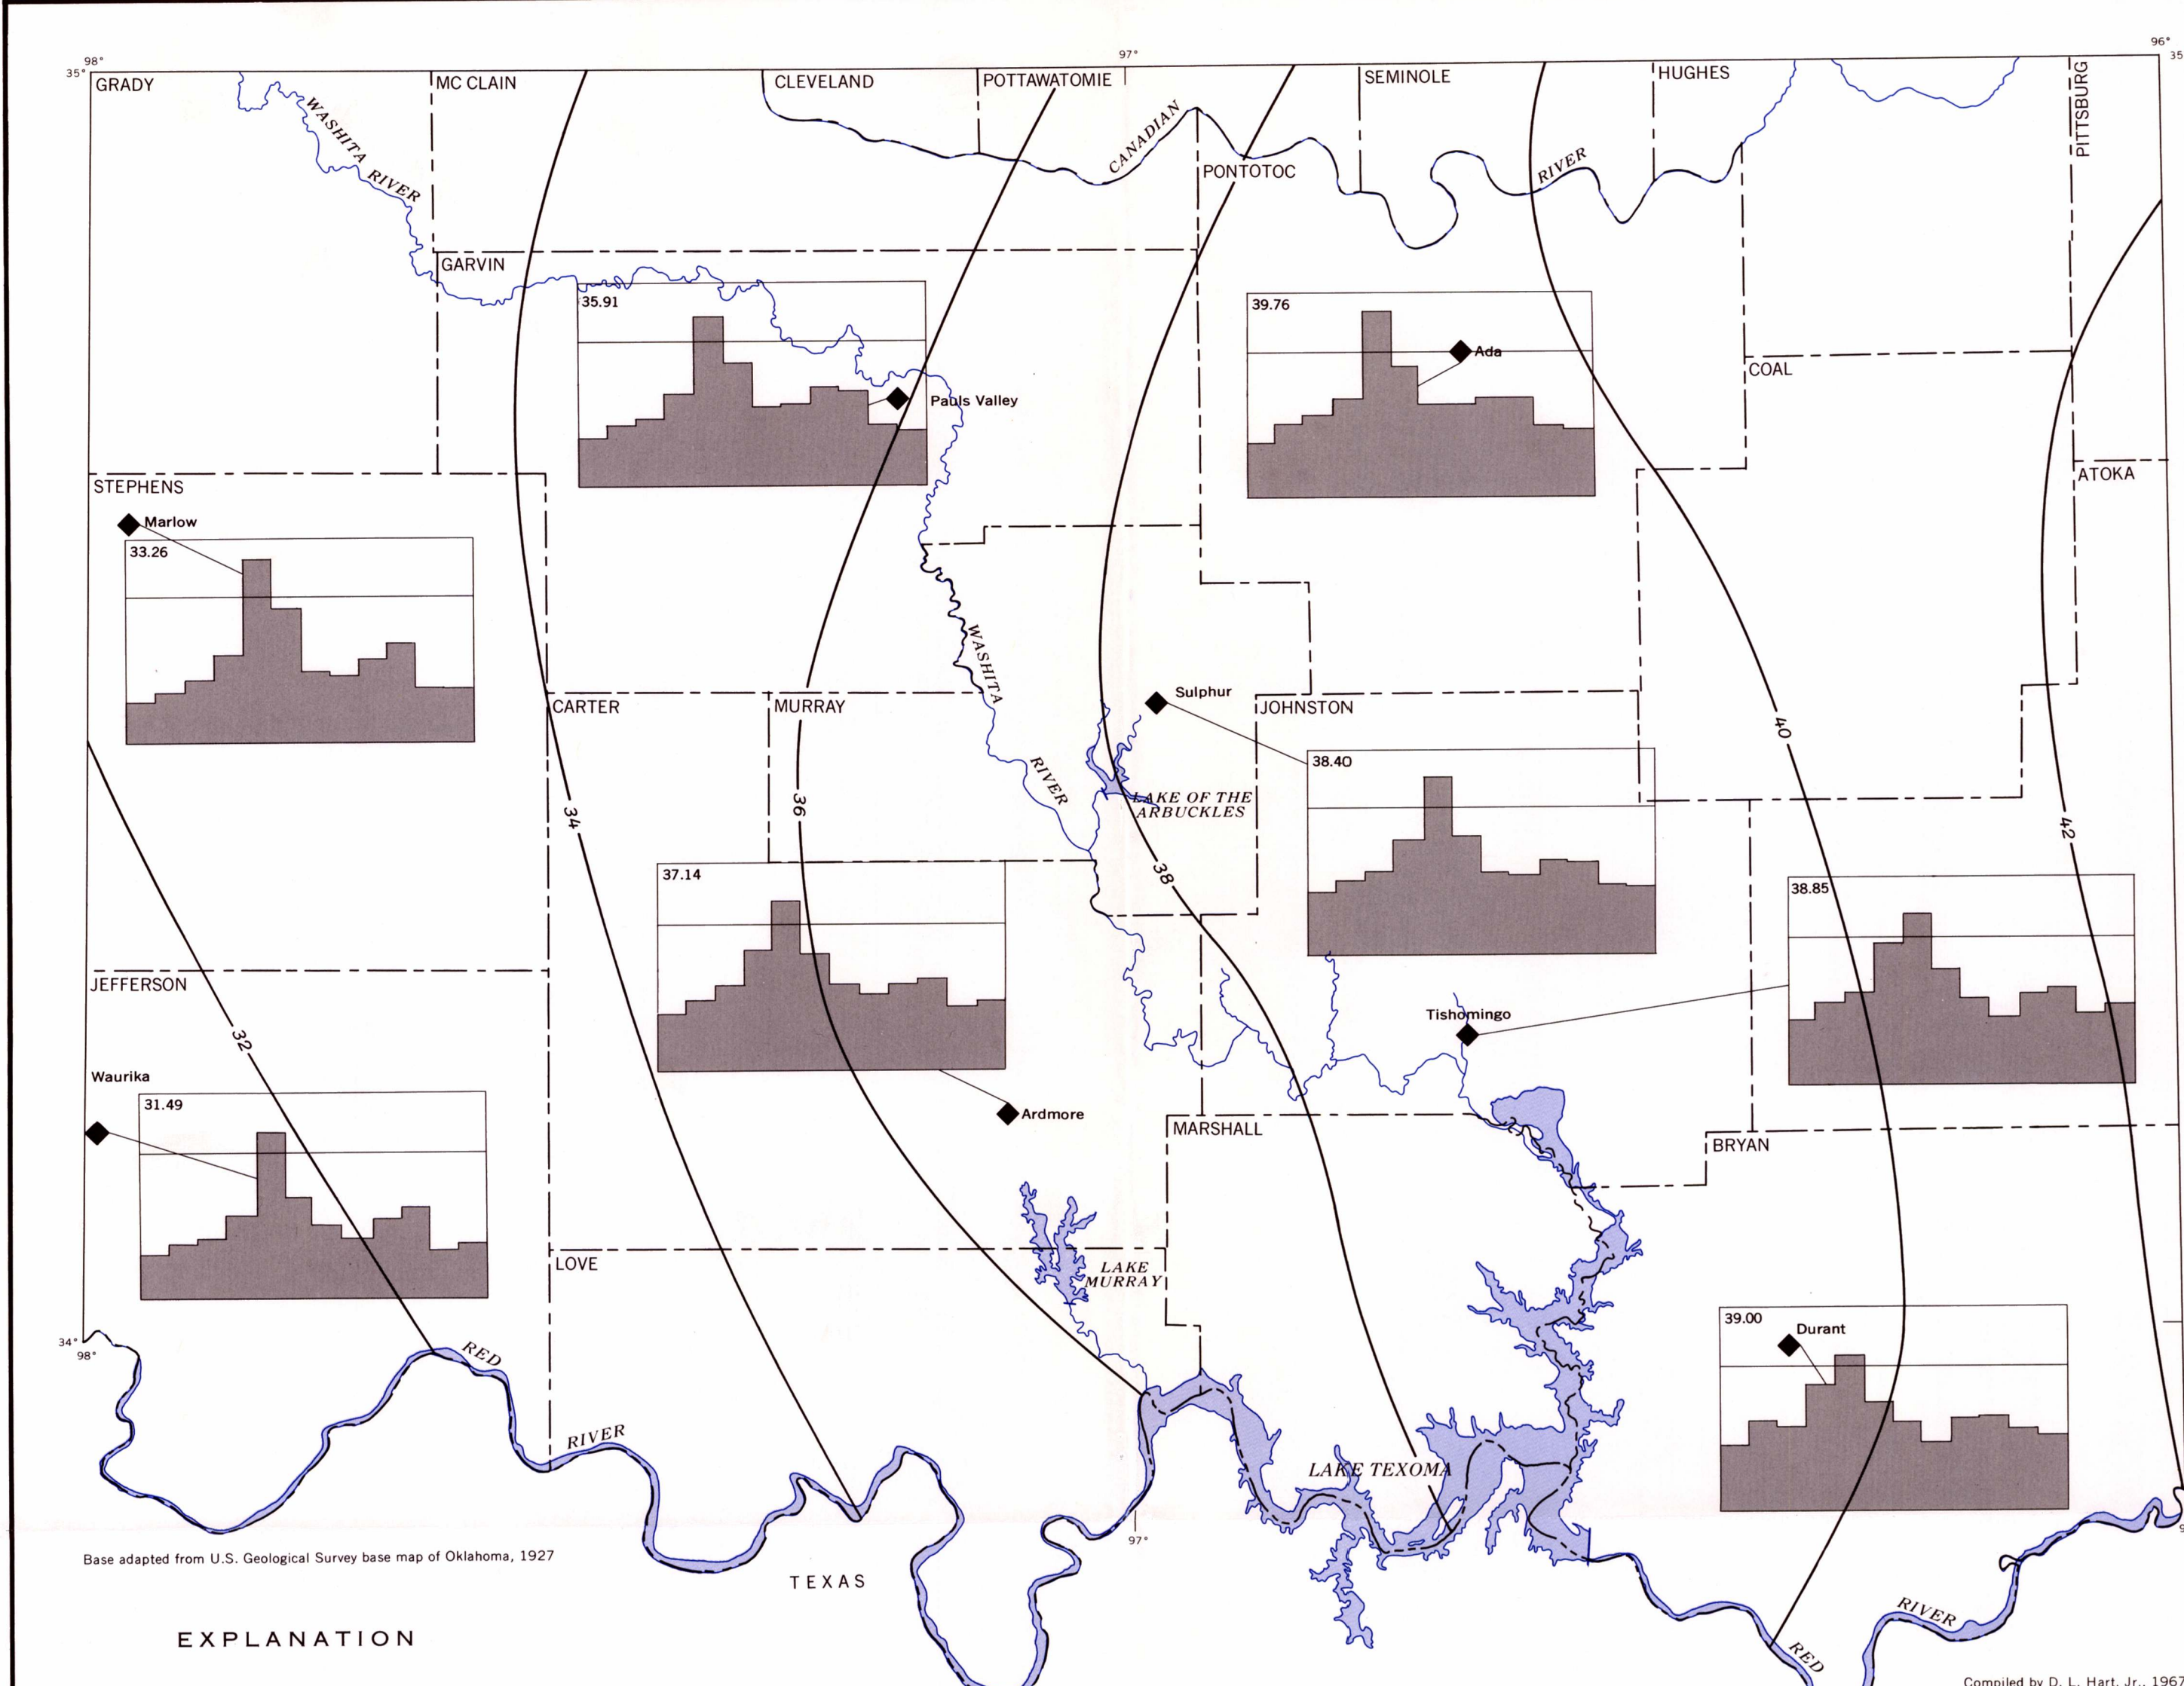 98°
97°
96°
35°
35
GRADY
MC CLAIN
CLEVELAND
POTTAWATOMIE
SEMINOLE
HUGHES
PITTSBURG
WASHITA
RIVER
CANADIAN
RIVER
PONTOTOC
GARVIN
35.91
39.76
Ada
Pauls Valley
COAL
ATOKA
STEPHENS
Marlow
33.26
WASHITA
RIVER
Sulphur
CARTER
MURRAY
JOHNSTON
40
38.40
LAKE OF THE
ARBUCKLES
34
36
42
38
37.14
38.85
JEFFERSON
32
Tishomingo
Waurika
31.49
Ardmore
MARSHALL
BRYAN
LOVE
LAKE
MURRAY
39.00
Durant
34°
98°
RED
RIVER
LAKE TEXOMA
97°
9
Base adapted from U.S. Geological Survey base map of Oklahoma, 1927
TEXAS
RIVER
EXPLANATION
RED
Compiled by D. L. Hart, Jr., 1967